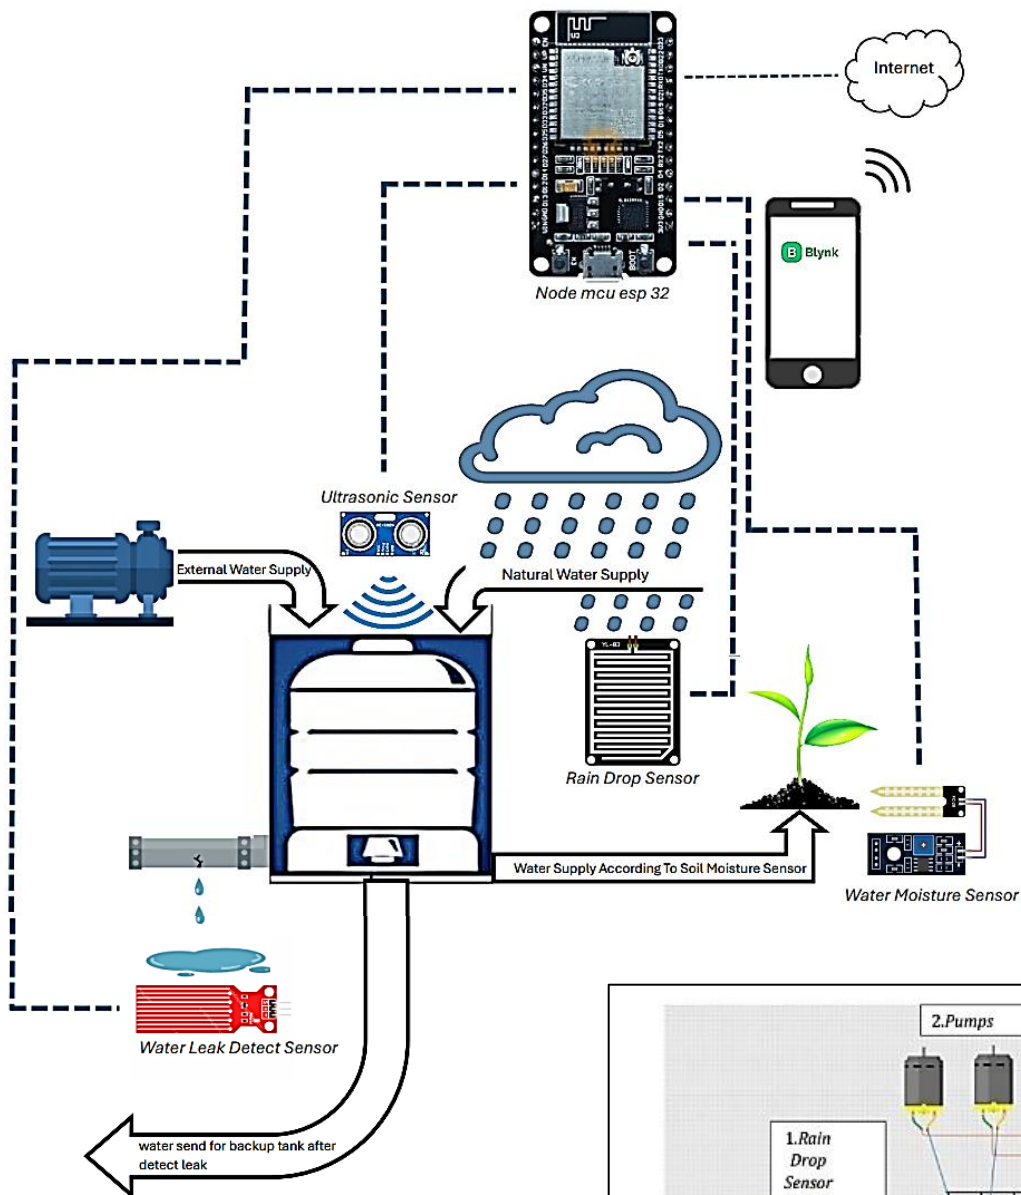 Internet
B Blynk
EN
BOOT
Node mcu esp 32
Ultrasonic Sensor
External Water Supply
Natural Water Supply
Rain Drop Sensor
Water Supply According To Soil Moisture Sensor
Water Moisture Sensor
Water Leak Detect Sensor
water send for backup tank after
detect leak
2.Pumps
1.Rain
Drop
Sensor